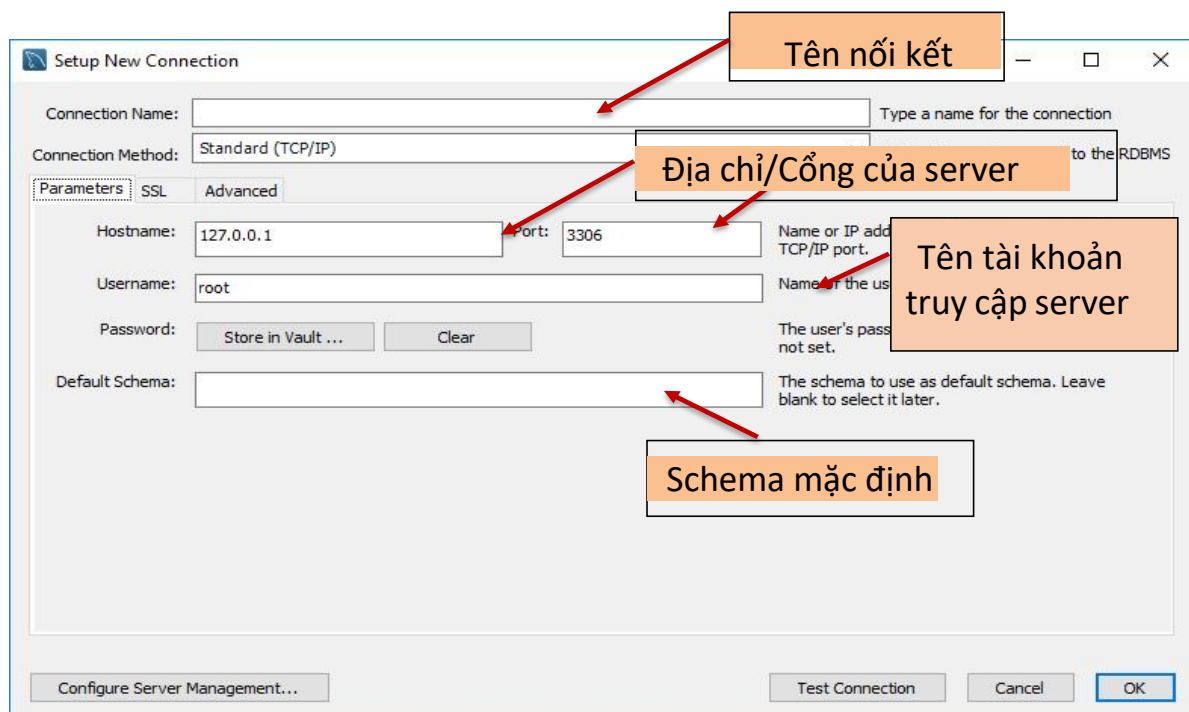 Tên nối kết
Setup New Connection
Connection Name:
Type a name for the connection
Connection Method: Standard (TCP/IP)
to the RDBMS
Địa chỉ/Cổng của server
Parameters SSL Advanced
Hostname: 127.0.0.1 Port: 3306
Name or IP
TCP/IP port.
Tên tài khoản
truy cập server
Username: root
Name of the
Password: Store in Vault ... Clear
The user's
not set.
Default Schema:
The schema to use as default schema. Leave
blank to select it later.
Schema mặc định
Configure Server Management... Test Connection Cancel OK